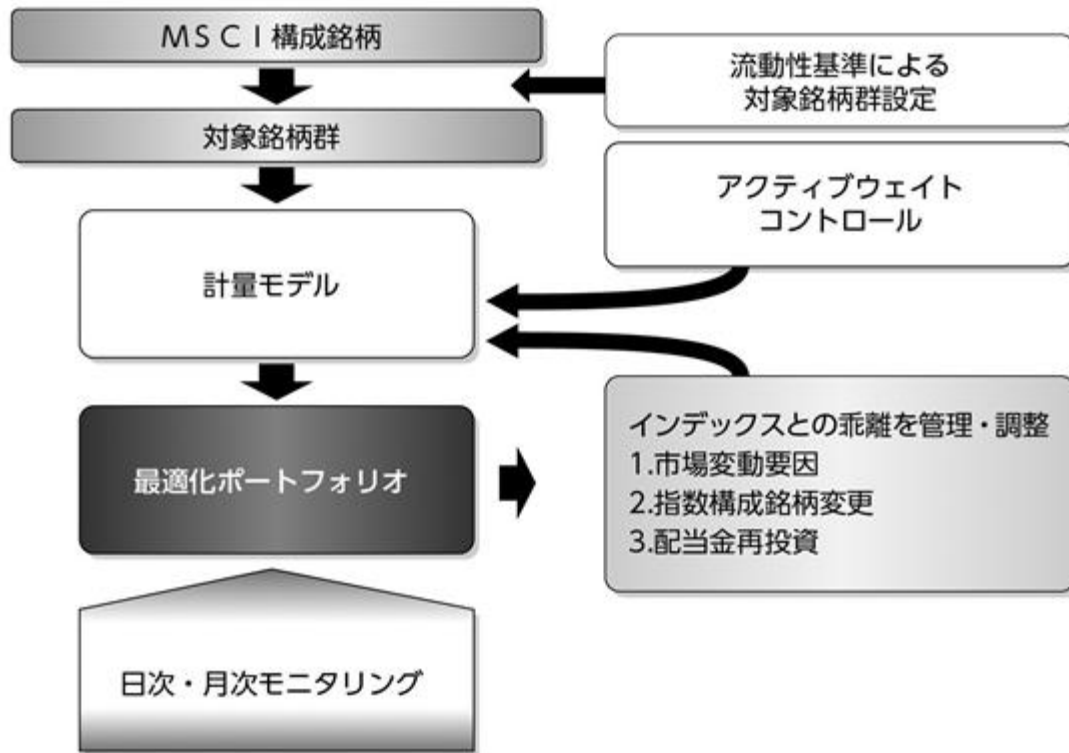 MSCI構成銘柄
流動性基準による
対象銘柄群設定
対象銘柄群
アクティブウェイト
コントロール
計量モデル
インデックスとの乖離を管理・調整
1.市場変動要因
2.指数構成銘柄変更
3.配当金再投資
最適化ポートフォリオ
日次・月次モニタリング